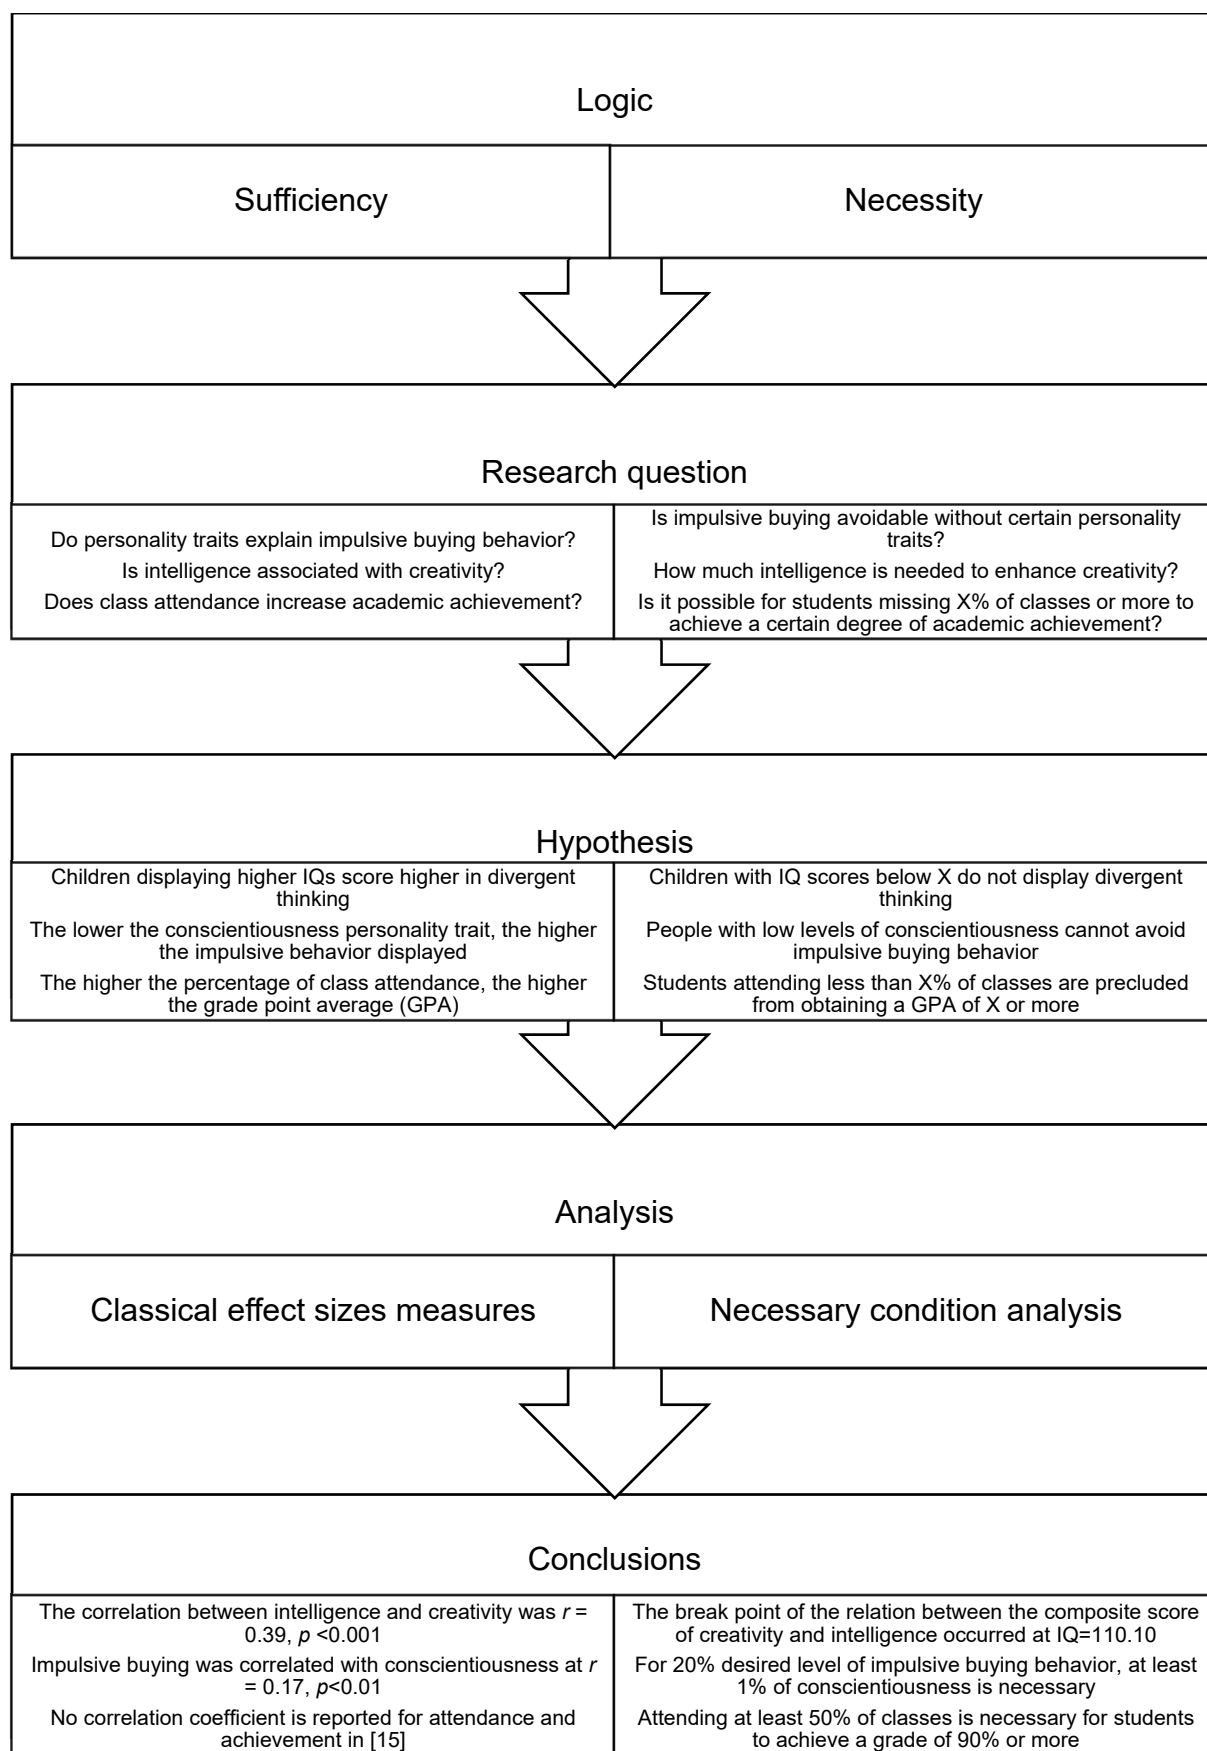 Logic
Sufficiency
Necessity
Research question
Do personality traits explain impulsive buying behavior?
Is intelligence associated with creativity?
Does class attendance increase academic achievement?
Is impulsive buying avoidable without certain personality
traits?
How much intelligence is needed to enhance creativity?
Is it possible for students missing X% of classes or more to
achieve a certain degree of academic achievement?
Hypothesis
Children displaying higher IQs score higher in divergent
thinking
The lower the conscientiousness personality trait, the higher
the impulsive behavior displayed
The higher the percentage of class attendance, the higher
the grade point average (GPA)
Children with IQ scores below X do not display divergent
thinking
People with low levels of conscientiousness cannot avoid
impulsive buying behavior
Students attending less than X% of classes are precluded
from obtaining a GPA of X or more
Analysis
Classical effect sizes measures
Necessary condition analysis
Conclusions
The correlation between intelligence and creativity was r =
0.39, p <0.001
Impulsive buying was correlated with conscientiousness at r
= 0.17, p<0.01
No correlation coefficient is reported for attendance and
achievement in [15]
The break point of the relation between the composite score
of creativity and intelligence occurred at IQ=110.10
For 20% desired level of impulsive buying behavior, at least
1% of conscientiousness is necessary
Attending at least 50% of classes is necessary for students
to achieve a grade of 90% or more